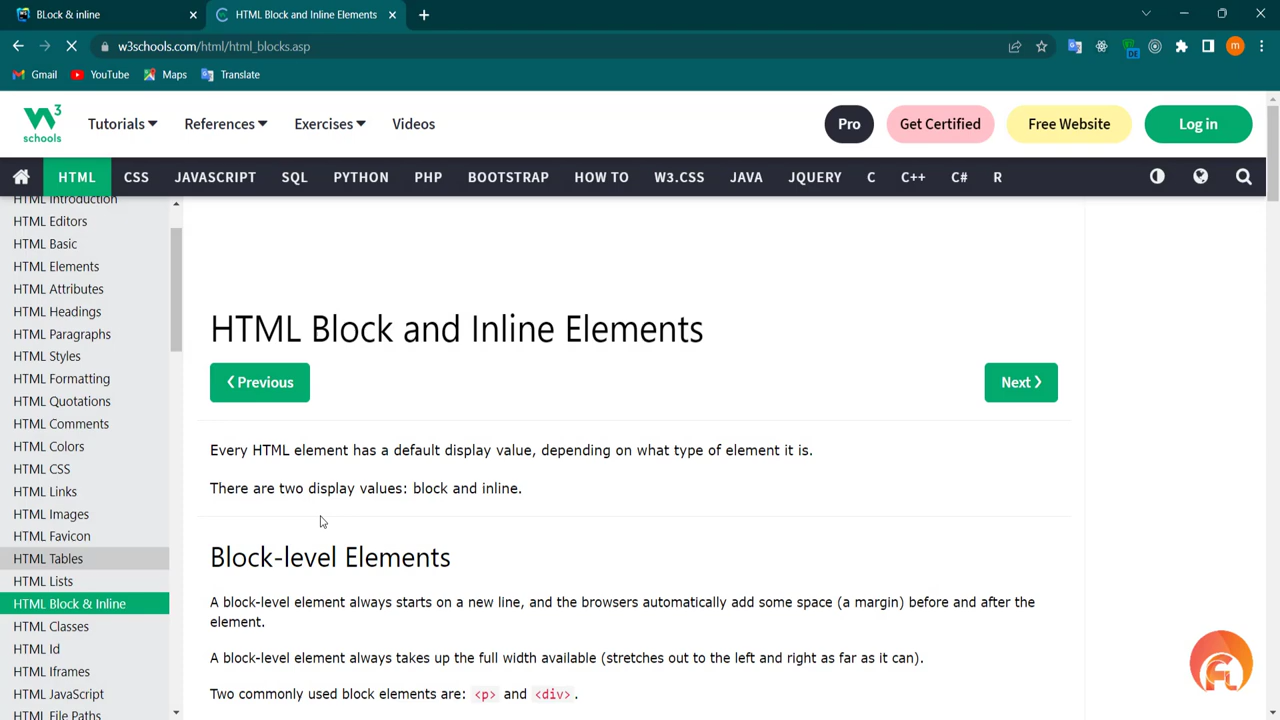 BLock & inline
HTML Block and Inline Elements
w3schools.com/html/html_blocks.asp
DE
m
Gmail
YouTube
Maps
Translate
W3
schools
Tutorials
References
Exercises
Videos
Pro
Get Certified
Free Website
Log in
HTML
CSS
JAVASCRIPT
SQL
PYTHON
PHP
BOOTSTRAP
HOW TO
W3.CSS
JAVA
JQUERY
C
C++
C#
R
HTML Introduction
HTML Editors
HTML Basic
HTML Elements
HTML Attributes
HTML Headings
HTML Paragraphs
HTML Styles
HTML Formatting
HTML Quotations
HTML Comments
HTML Colors
HTML CSS
HTML Links
HTML Images
HTML Favicon
HTML Tables
HTML Lists
HTML Block & Inline
HTML Classes
HTML Id
HTML Iframes
HTML JavaScript
HTML File Paths
HTML Block and Inline Elements
❮ Previous
Next ❯
Every HTML element has a default display value, depending on what type of element it is.
There are two display values: block and inline.
Block-level Elements
A block-level element always starts on a new line, and the browsers automatically add some space (a margin) before and after the
element.
A block-level element always takes up the full width available (stretches out to the left and right as far as it can).
Two commonly used block elements are: <p> and <div>.